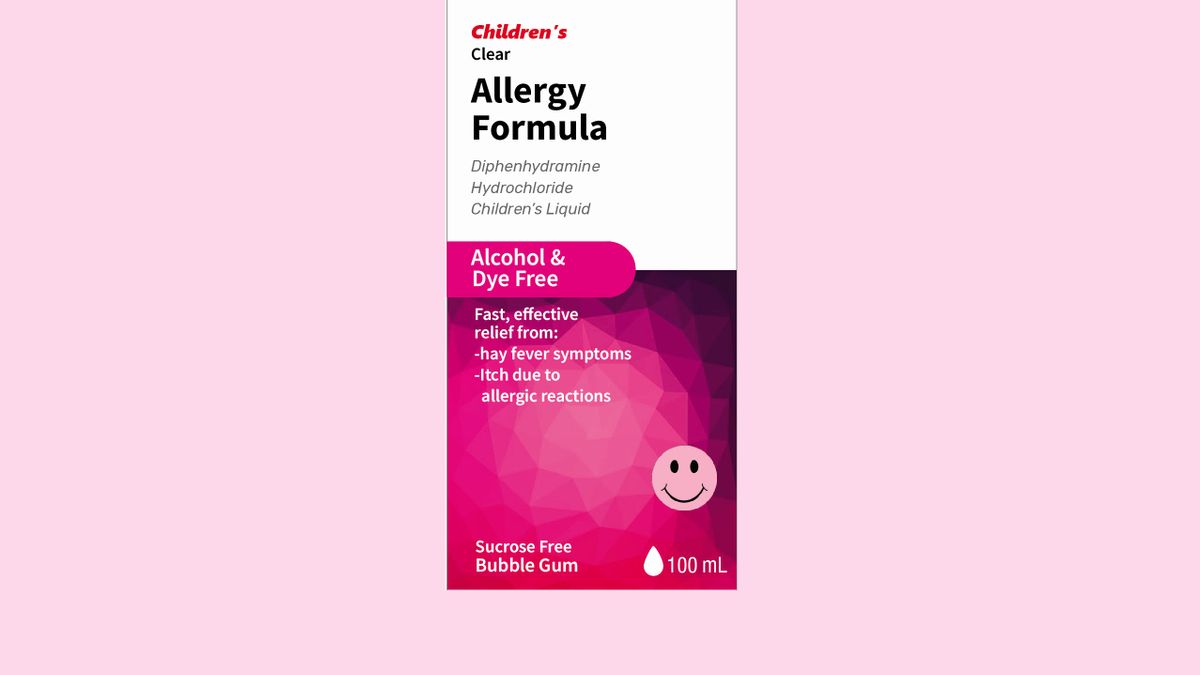 Children's
Clear
Allergy
Formula
Diphenhydramine
Hydrochloride
Children's Liquid
Alcohol &
Dye Free
Fast, effective
relief from:
-hay fever symptoms
-Itch due to
allergic reactions
Sucrose Free
Bubble Gum
100 mL